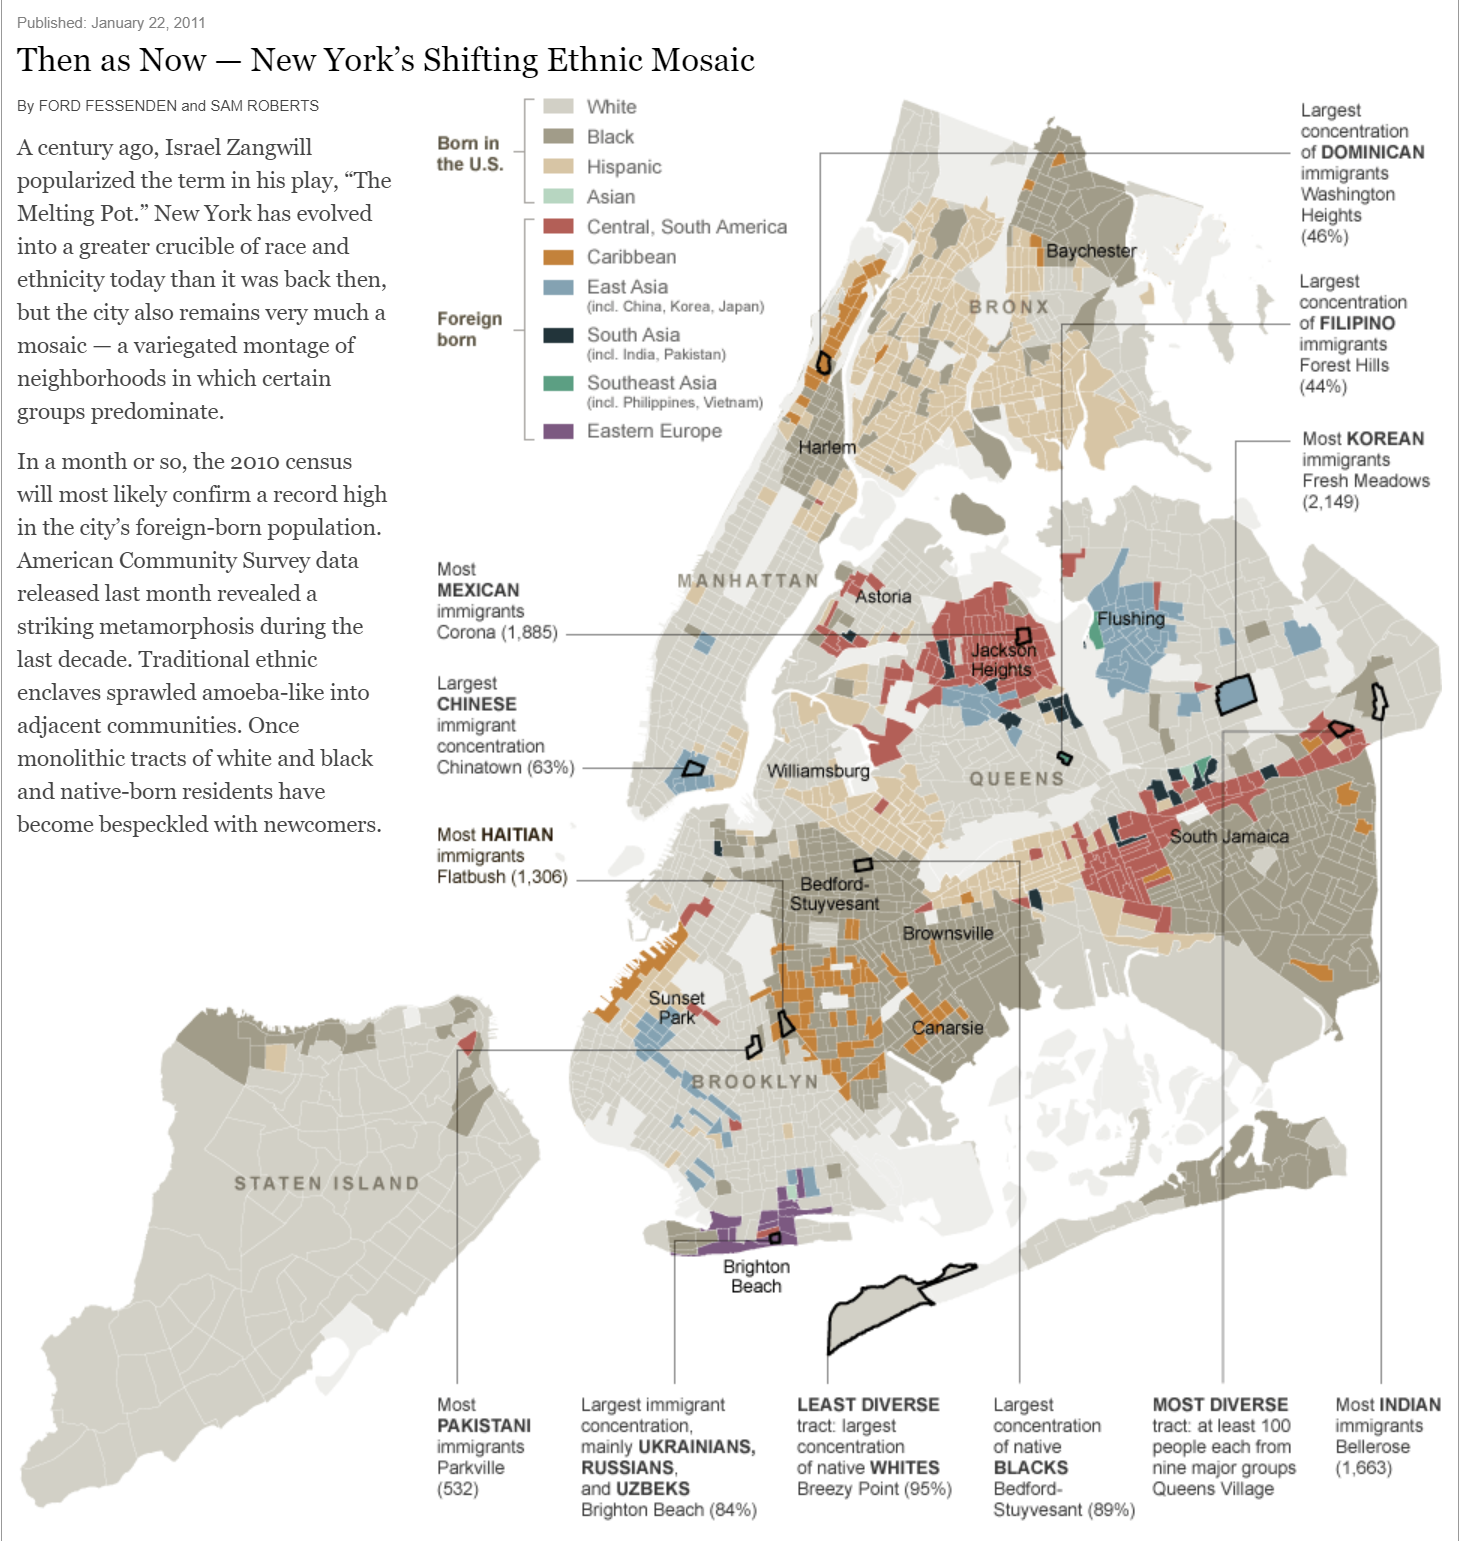 Published: January 22, 2011
Then as Now — New York's Shifting Ethnic Mosaic
By FORD FESSENDEN and SAM ROBERTS
A century ago, Israel Zangwill
popularized the term in his play, “The
Melting Pot.” New York has evolved
into a greater crucible of race and
ethnicity today than it was back then,
but the city also remains very much a
mosaic — a variegated montage of
neighborhoods in which certain
groups predominate.
In a month or so, the 2010 census
will most likely confirm a record high
in the city's foreign-born population.
American Community Survey data
released last month revealed a
striking metamorphosis during the
last decade. Traditional ethnic
enclaves sprawled amoeba-like into
adjacent communities. Once
monolithic tracts of white and black
and native-born residents have
become bespeckled with newcomers.
Born in
the U.S.
White
Black
Hispanic
Asian
Foreign
born
Central, South America
Caribbean
East Asia
(incl. China, Korea, Japan)
South Asia
(incl. India, Pakistan)
Southeast Asia
(incl. Philippines, Vietnam)
Eastern Europe
Largest
concentration
of DOMINICAN
immigrants
Washington
Heights
(46%)
Largest
concentration
of FILIPINO
immigrants
Forest Hills
(44%)
Most KOREAN
immigrants
Fresh Meadows
(2,149)
Most
MEXICAN
immigrants
Corona (1,885)
Largest
CHINESE
immigrant
concentration
Chinatown (63%)
Most HAITIAN
immigrants
Flatbush (1,306)
Baychester
BRONX
Harlem
MANHATTAN
Astoria
Flushing
Jackson
Heights
Williamsburg
QUEENS
South Jamaica
Bedford-
Stuyvesant
Brownsville
Sunset
Park
Canarsie
BROOKLYN
STATEN ISLAND
Brighton
Beach
Most
PAKISTANI
immigrants
Parkville
(532)
Largest immigrant
concentration,
mainly UKRAINIANS,
RUSSIANS,
and UZBEKS
Brighton Beach (84%)
LEAST DIVERSE
tract: largest
concentration
of native WHITES
Breezy Point (95%)
Largest
concentration
of native
BLACKS
Bedford-
Stuyvesant (89%)
MOST DIVERSE
tract: at least 100
people each from
nine major groups
Queens Village
Most INDIAN
immigrants
Bellerose
(1,663)